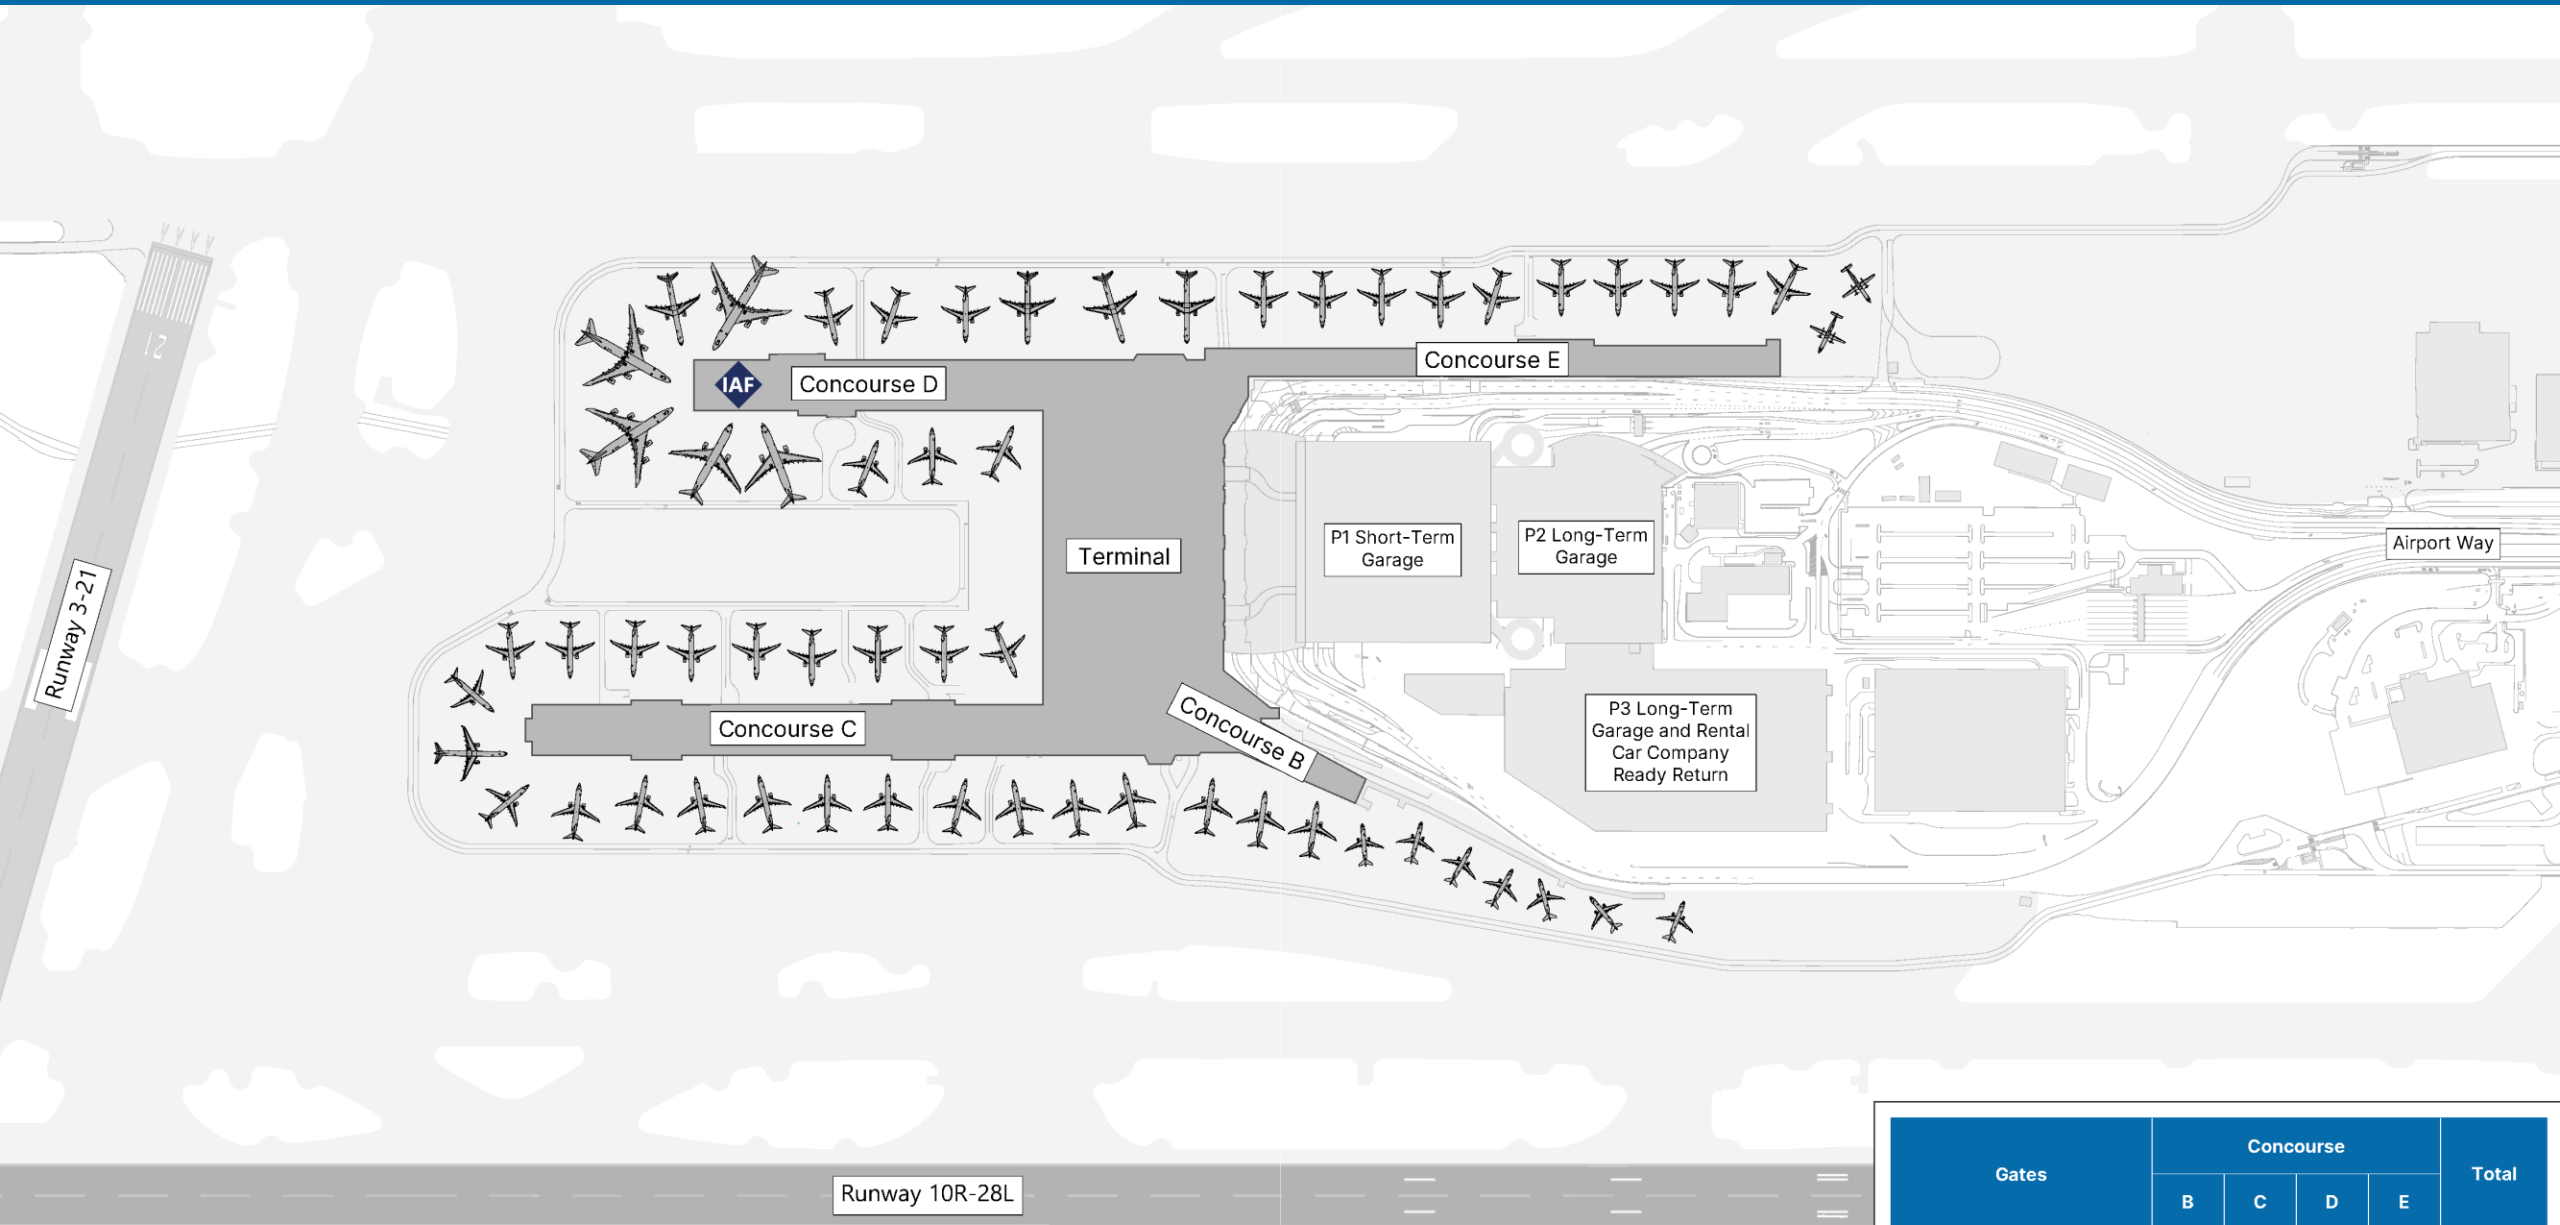 IAF
Concourse D
Concourse E
Terminal
P1 Short-Term
Garage
P2 Long-Term
Garage
Airport Way
21
Runway 3-21
Concourse C
Concourse B
P3 Long-Term
Garage and Rental
Car Company
Ready Return
Runway 10R-28L
Gates
Concourse
Total
B
C
D
E